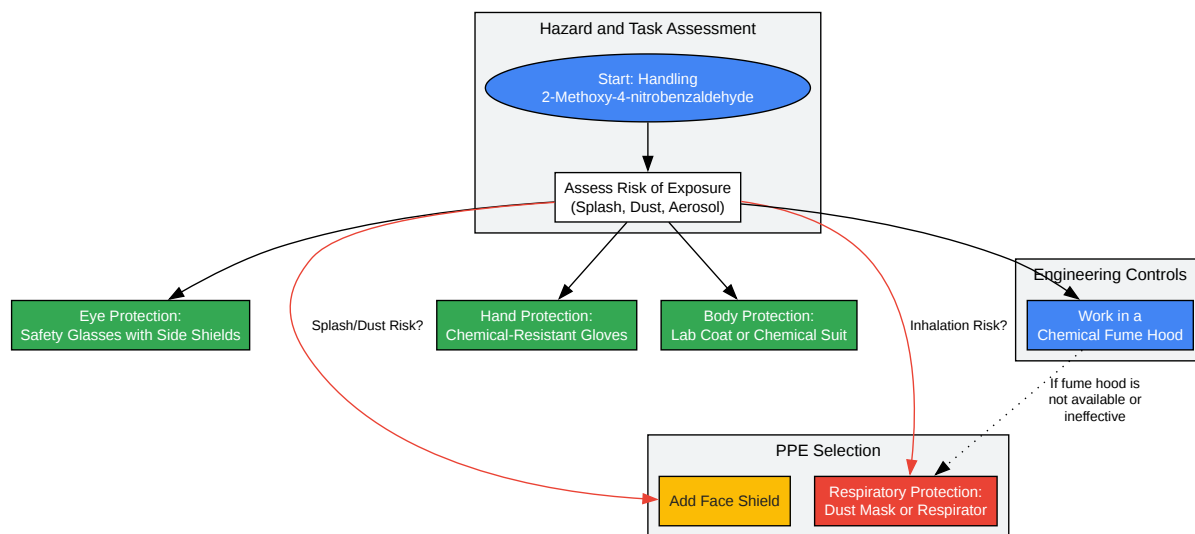 Hazard and Task Assessment
Start: Handling
2-Methoxy-4-nitrobenzaldehyde
Assess Risk of Exposure
(Splash, Dust, Aerosol)
Engineering Controls
Eye Protection:
Safety Glasses with Side Shields
Splash/Dust Risk?
Hand Protection:
Chemical-Resistant Gloves
Body Protection:
Lab Coat or Chemical Suit
Inhalation Risk?
Work in a
Chemical Fume Hood
If fume hood is
not available or
ineffective
PPE Selection
Add Face Shield
Respiratory Protection:
Dust Mask or Respirator